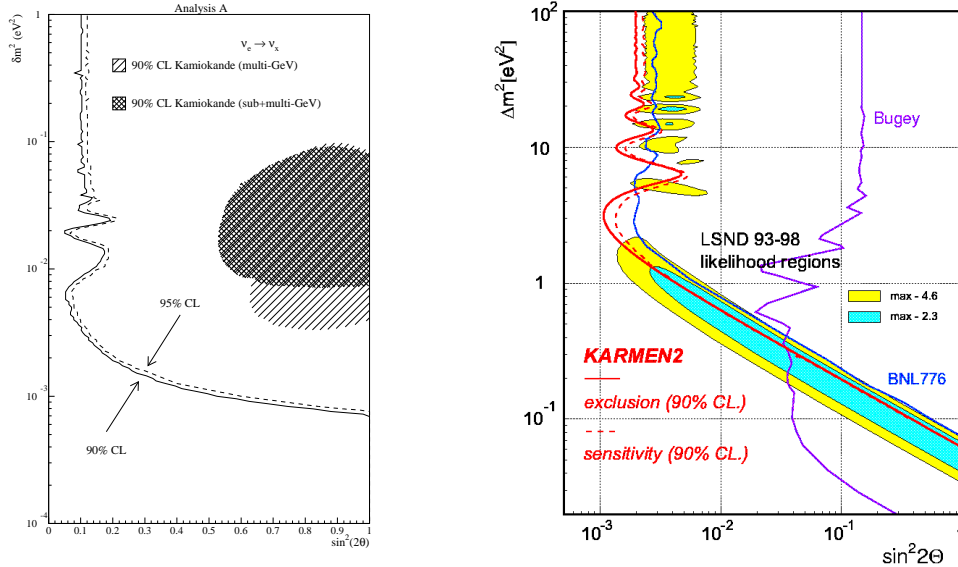 Analysis A
δm² (eV²)
ν_e → ν_x
90% CL Kamiokande (multi-GeV)
90% CL Kamiokande (sub+multi-GeV)
1
10⁻¹
10⁻²
10⁻³
10⁻⁴
95% CL
90% CL
0 0.1 0.2 0.3 0.4 0.5 0.6 0.7 0.8 0.9 1
sin²(2θ)
Δm² [eV²]
10²
10
1
10⁻¹
Bugey
LSND 93-98
likelihood regions
max - 4.6
max - 2.3
KARMEN2
exclusion (90% CL.)
sensitivity (90% CL.)
BNL776
10⁻³ 10⁻² 10⁻¹ 1
sin²2Θ